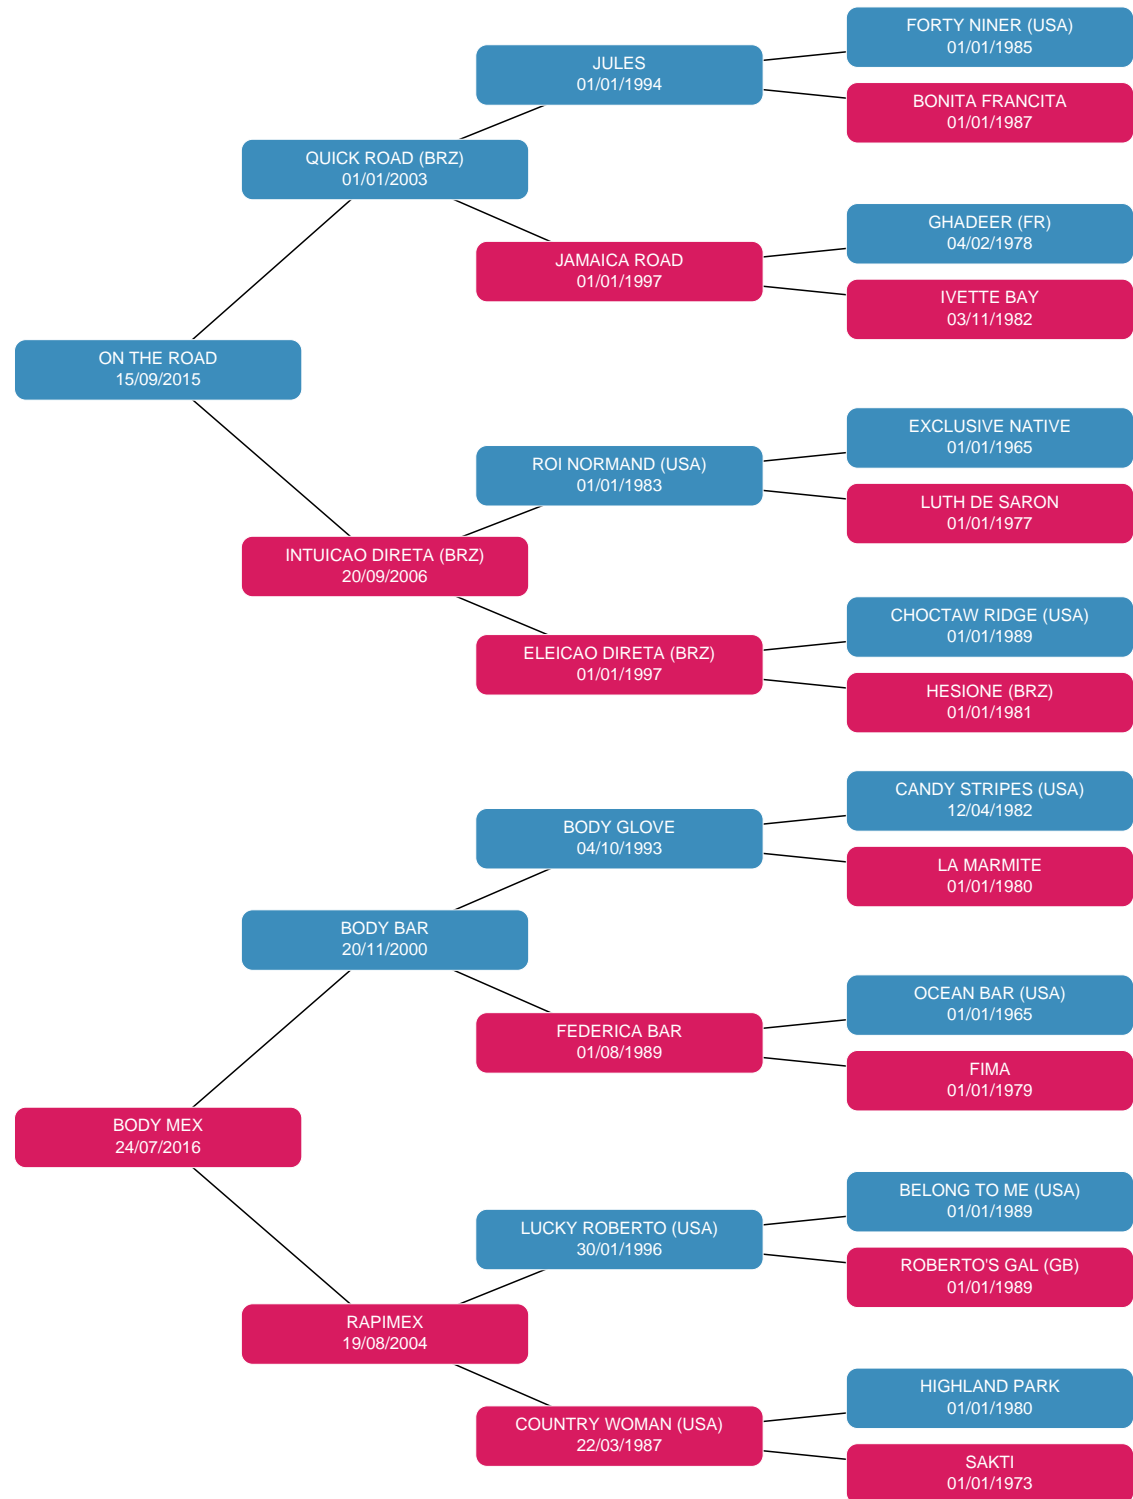 FORTY NINER (USA)
01/01/1985
JULES
01/01/1994
BONITA FRANCITA
01/01/1987
QUICK ROAD (BRZ)
01/01/2003
GHADEER (FR)
04/02/1978
JAMAICA ROAD
01/01/1997
IVETTE BAY
03/11/1982
ON THE ROAD
15/09/2015
EXCLUSIVE NATIVE
01/01/1965
ROI NORMAND (USA)
01/01/1983
LUTH DE SARON
01/01/1977
INTUICAO DIRETA (BRZ)
20/09/2006
CHOCTAW RIDGE (USA)
01/01/1989
ELEICAO DIRETA (BRZ)
01/01/1997
HESIONE (BRZ)
01/01/1981
CANDY STRIPES (USA)
12/04/1982
BODY GLOVE
04/10/1993
LA MARMITE
01/01/1980
BODY BAR
20/11/2000
OCEAN BAR (USA)
01/01/1965
FEDERICA BAR
01/08/1989
FIMA
01/01/1979
BODY MEX
24/07/2016
BELONG TO ME (USA)
01/01/1989
LUCKY ROBERTO (USA)
30/01/1996
ROBERTO'S GAL (GB)
01/01/1989
RAPIMEX
19/08/2004
HIGHLAND PARK
01/01/1980
COUNTRY WOMAN (USA)
22/03/1987
SAKTI
01/01/1973